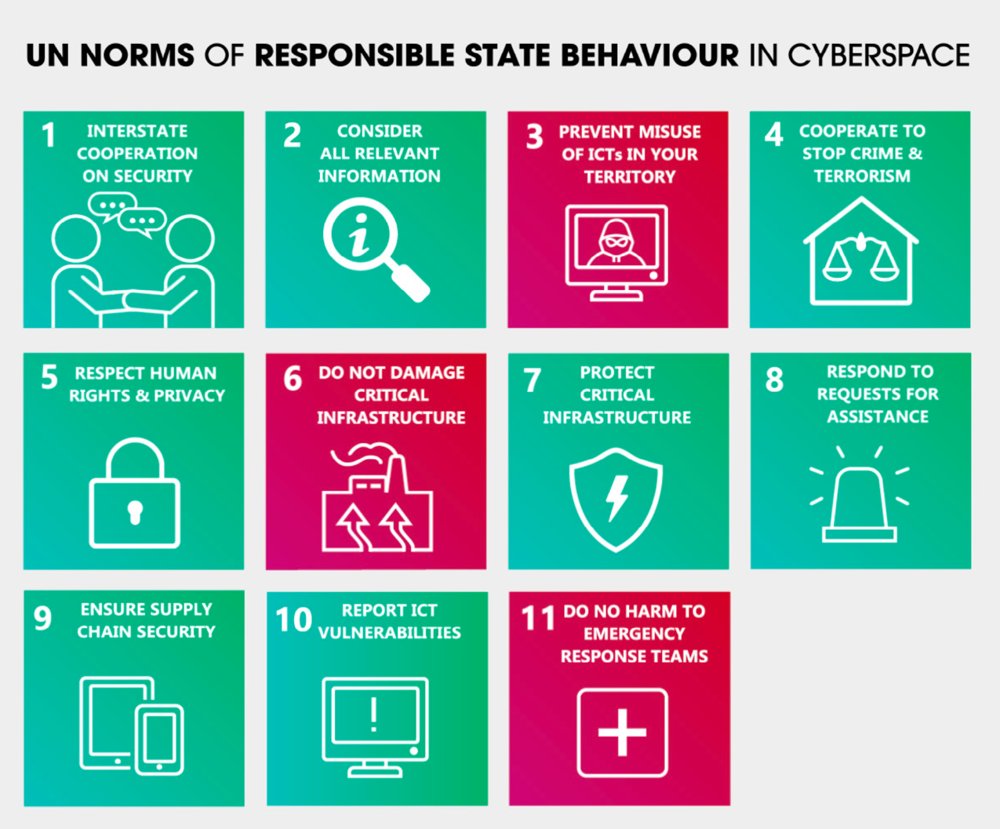 UN NORMS OF RESPONSIBLE STATE BEHAVIOUR IN CYBERSPACE
1 INTERSTATE
COOPERATION
ON SECURITY
2 CONSIDER
ALL RELEVANT
INFORMATION
i
3 PREVENT MISUSE
OF ICTs IN YOUR
TERRITORY
4 COOPERATE TO
STOP CRIME &
TERRORISM
5 RESPECT HUMAN
RIGHTS & PRIVACY
6 DO NOT DAMAGE
CRITICAL
INFRASTRUCTURE
7 PROTECT
CRITICAL
INFRASTRUCTURE
8 RESPOND TO
REQUESTS FOR
ASSISTANCE
9 ENSURE SUPPLY
CHAIN SECURITY
10 REPORT ICT
VULNERABILITIES
!
11 DO NO HARM TO
EMERGENCY
RESPONSE TEAMS